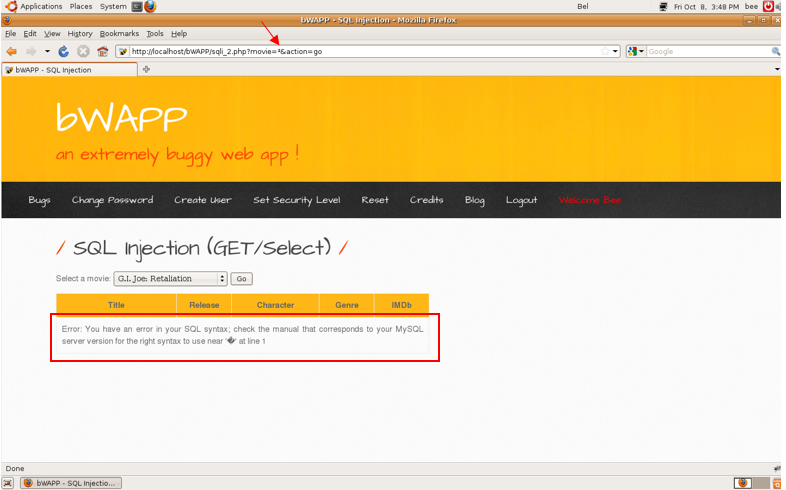 Applications Places System Bel Fri Oct 8, 3:48 PM bee
bWAPP - SQL Injection - Mozilla Firefox
File Edit View History Bookmarks Tools Help
http://localhost/bWAPP/sqli_2.php?movie=³&action=go Google
bWAPP - SQL Injection
bWAPP
an extremely buggy web app !
Bugs Change Password Create User Set Security Level Reset Credits Blog Logout Welcome Bee
/ SQL Injection (GET/Select) /
Select a movie: G.I. Joe: Retaliation Go
Title Release Character Genre IMDb
Error: You have an error in your SQL syntax; check the manual that corresponds to your MySQL
server version for the right syntax to use near '�' at line 1
Done
bWAPP - SQL Injectio...